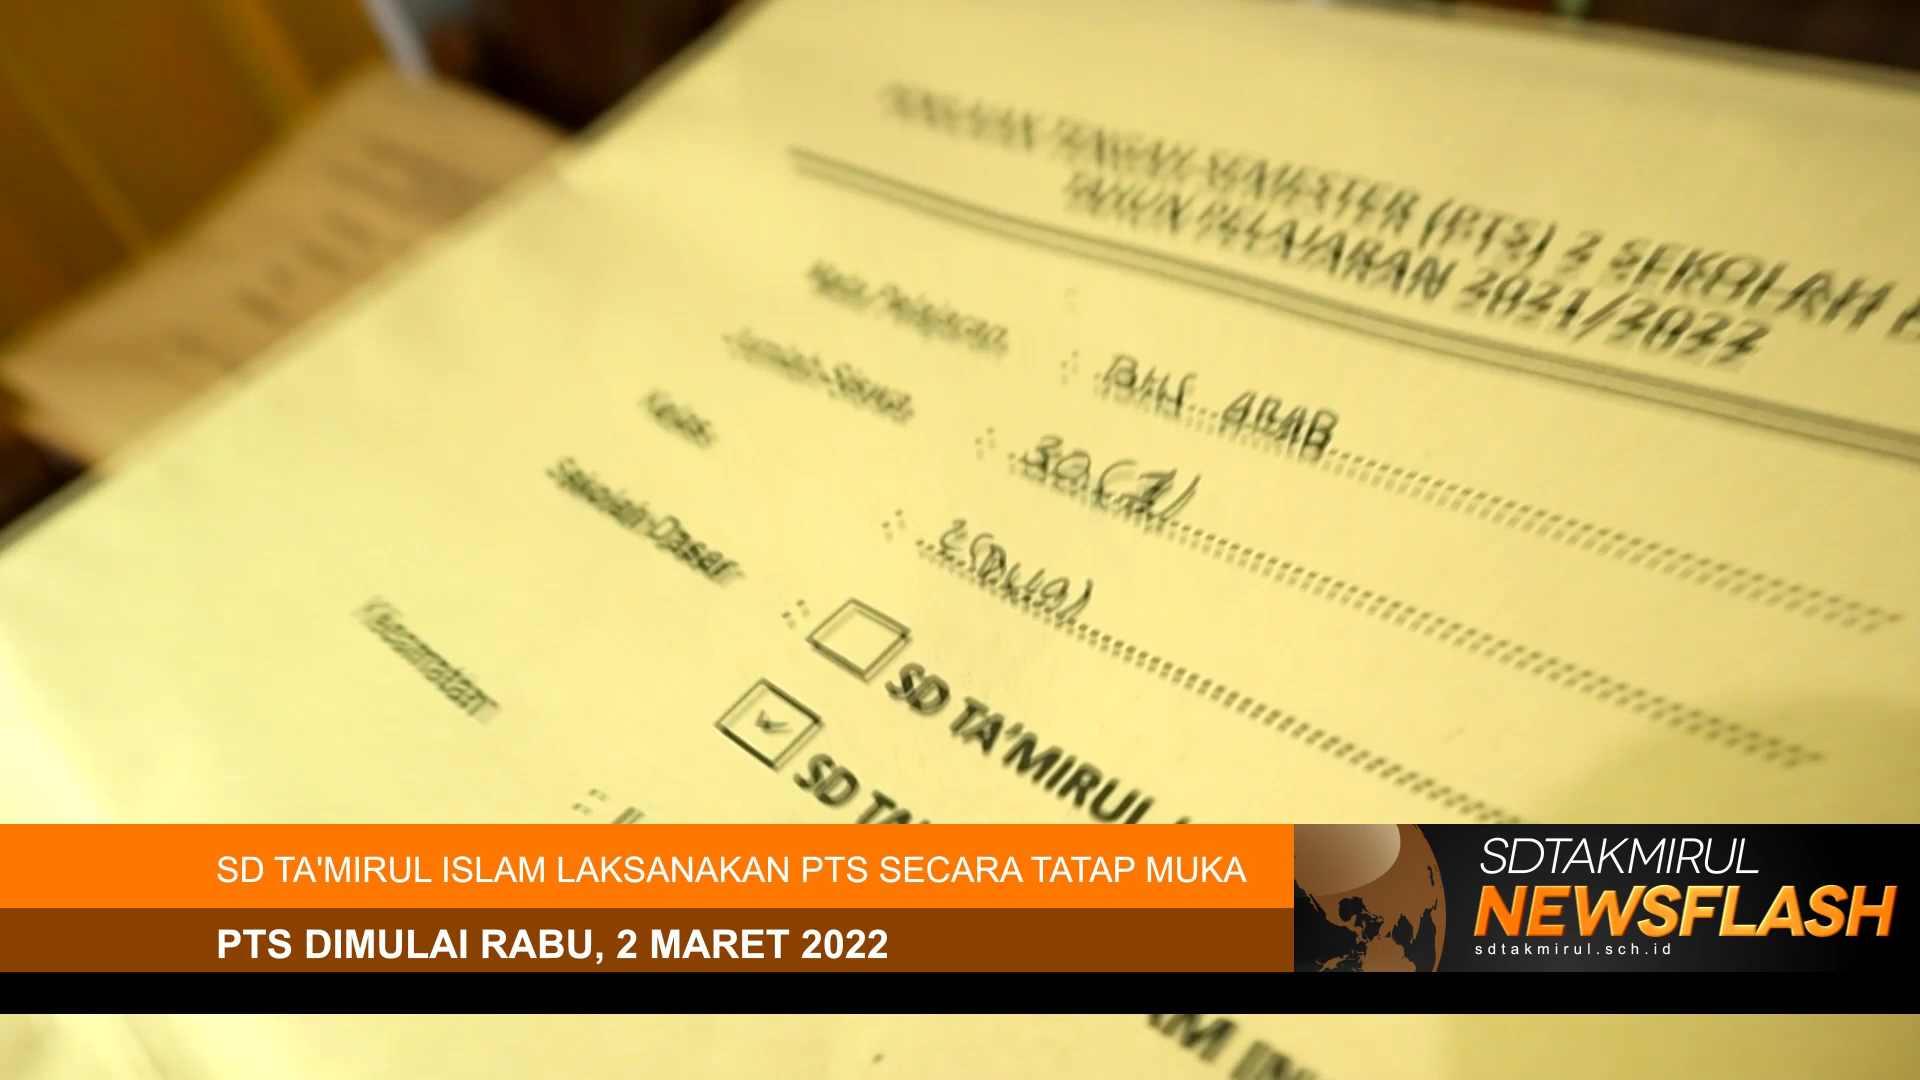 TENGAH SEMESTER (PTS) 2 SEKOLAH
TAHUN PELAJARAN 2021/2022
Mata Pelajaran : BHS ARAB
Jumlah Siswa : 30 (1)
Kelas : 2 (Dua)
Sekolah Dasar : SD TA'MIRUL
SD TA
Kecamatan :
SD TA'MIRUL ISLAM LAKSANAKAN PTS SECARA TATAP MUKA
PTS DIMULAI RABU, 2 MARET 2022
SDTAKMIRUL
NEWSFLASH
sdtakmirul.sch.id